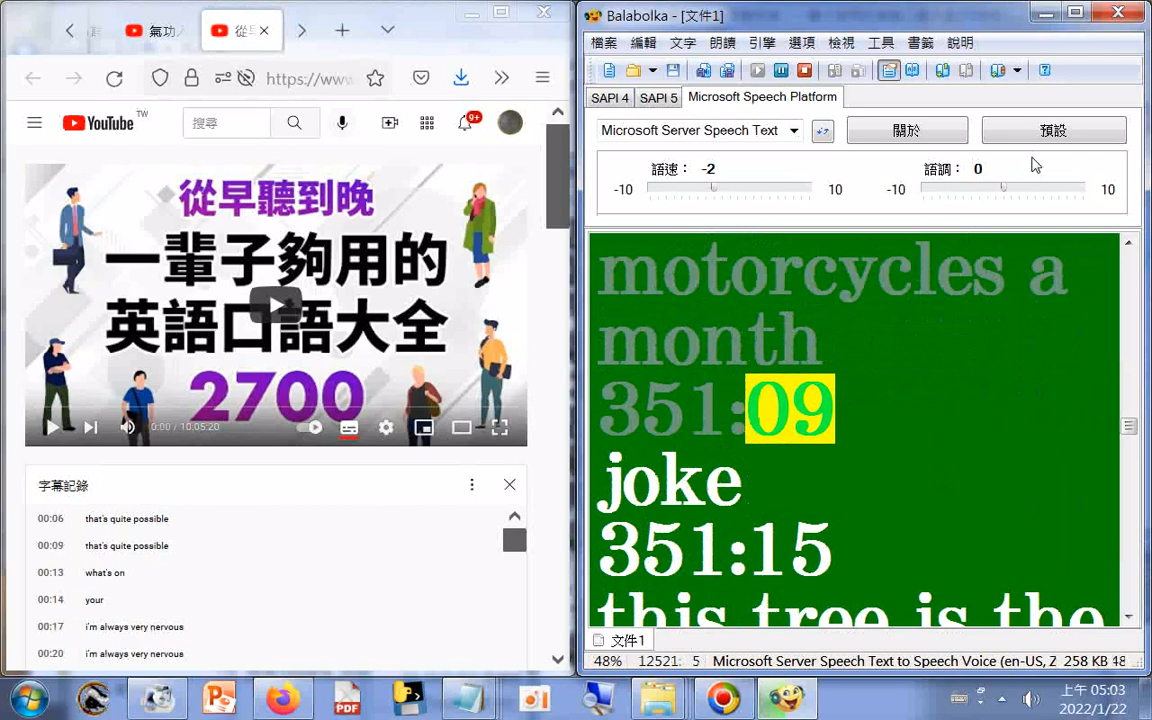 氣功人
從早
https://www
YouTube TW
搜尋
9+
從早聽到晚
一輩子夠用的
英語口語大全
2700
0:00 / 10:05:20
字幕記錄
00:06 that's quite possible
00:09 that's quite possible
00:13 what's on
00:14 your
00:17 i'm always very nervous
00:20 i'm always very nervous
Balabolka - [文件1]
檔案 編輯 文字 朗讀 引擎 選項 檢視 工具 書籤 說明
SAPI 4 SAPI 5 Microsoft Speech Platform
Microsoft Server Speech Text 關於 預設
語速： -2 語調： 0
-10 10 -10 10
motorcycles a
month
351:09
joke
351:15
this tree is the
文件1
48% 12521: 5 Microsoft Server Speech Text to Speech Voice (en-US, Z 258 KB 48
PDF
上午 05:03
2022/1/22